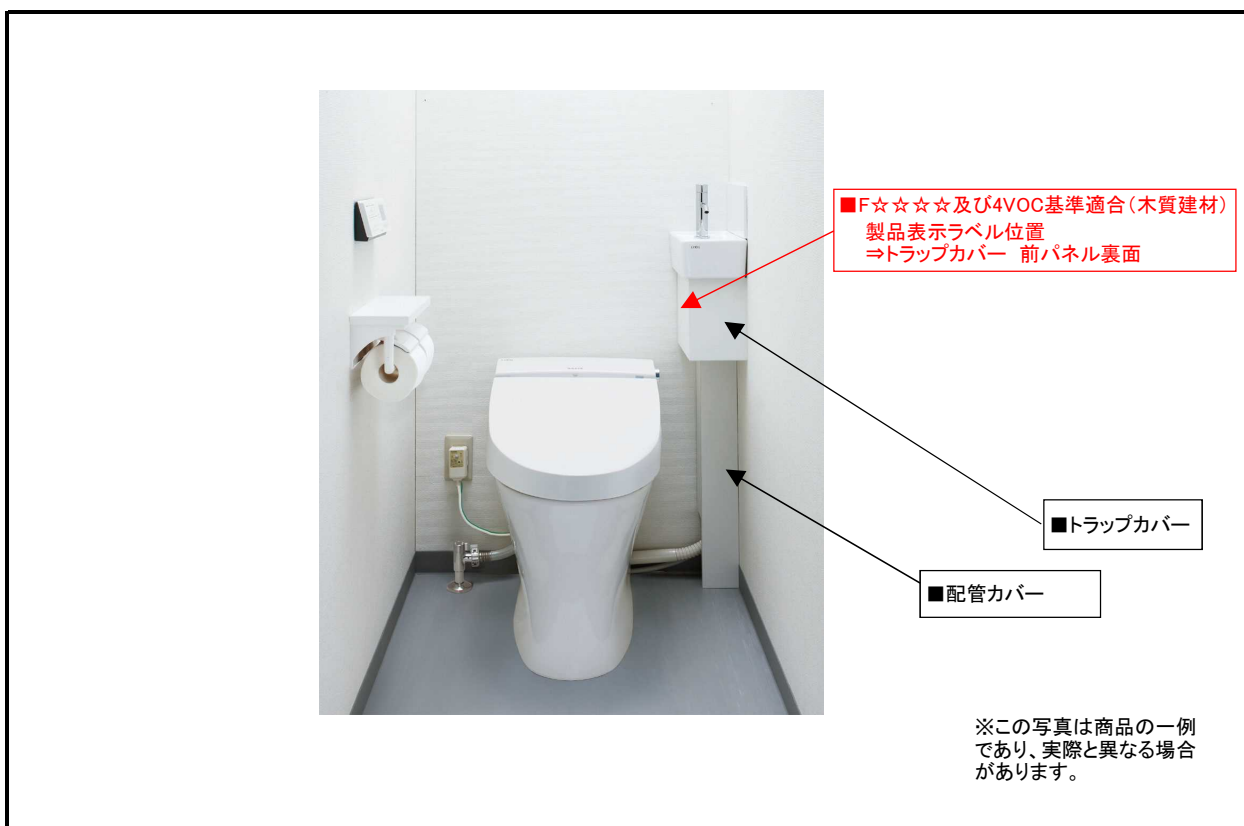 ■F☆☆☆☆及び4VOC基準適合(木質建材)
製品表示ラベル位置
⇒トラップカバー 前パネル裏面
■トラップカバー
■配管カバー
※この写真は商品の一例
であり、実際と異なる場合
があります。